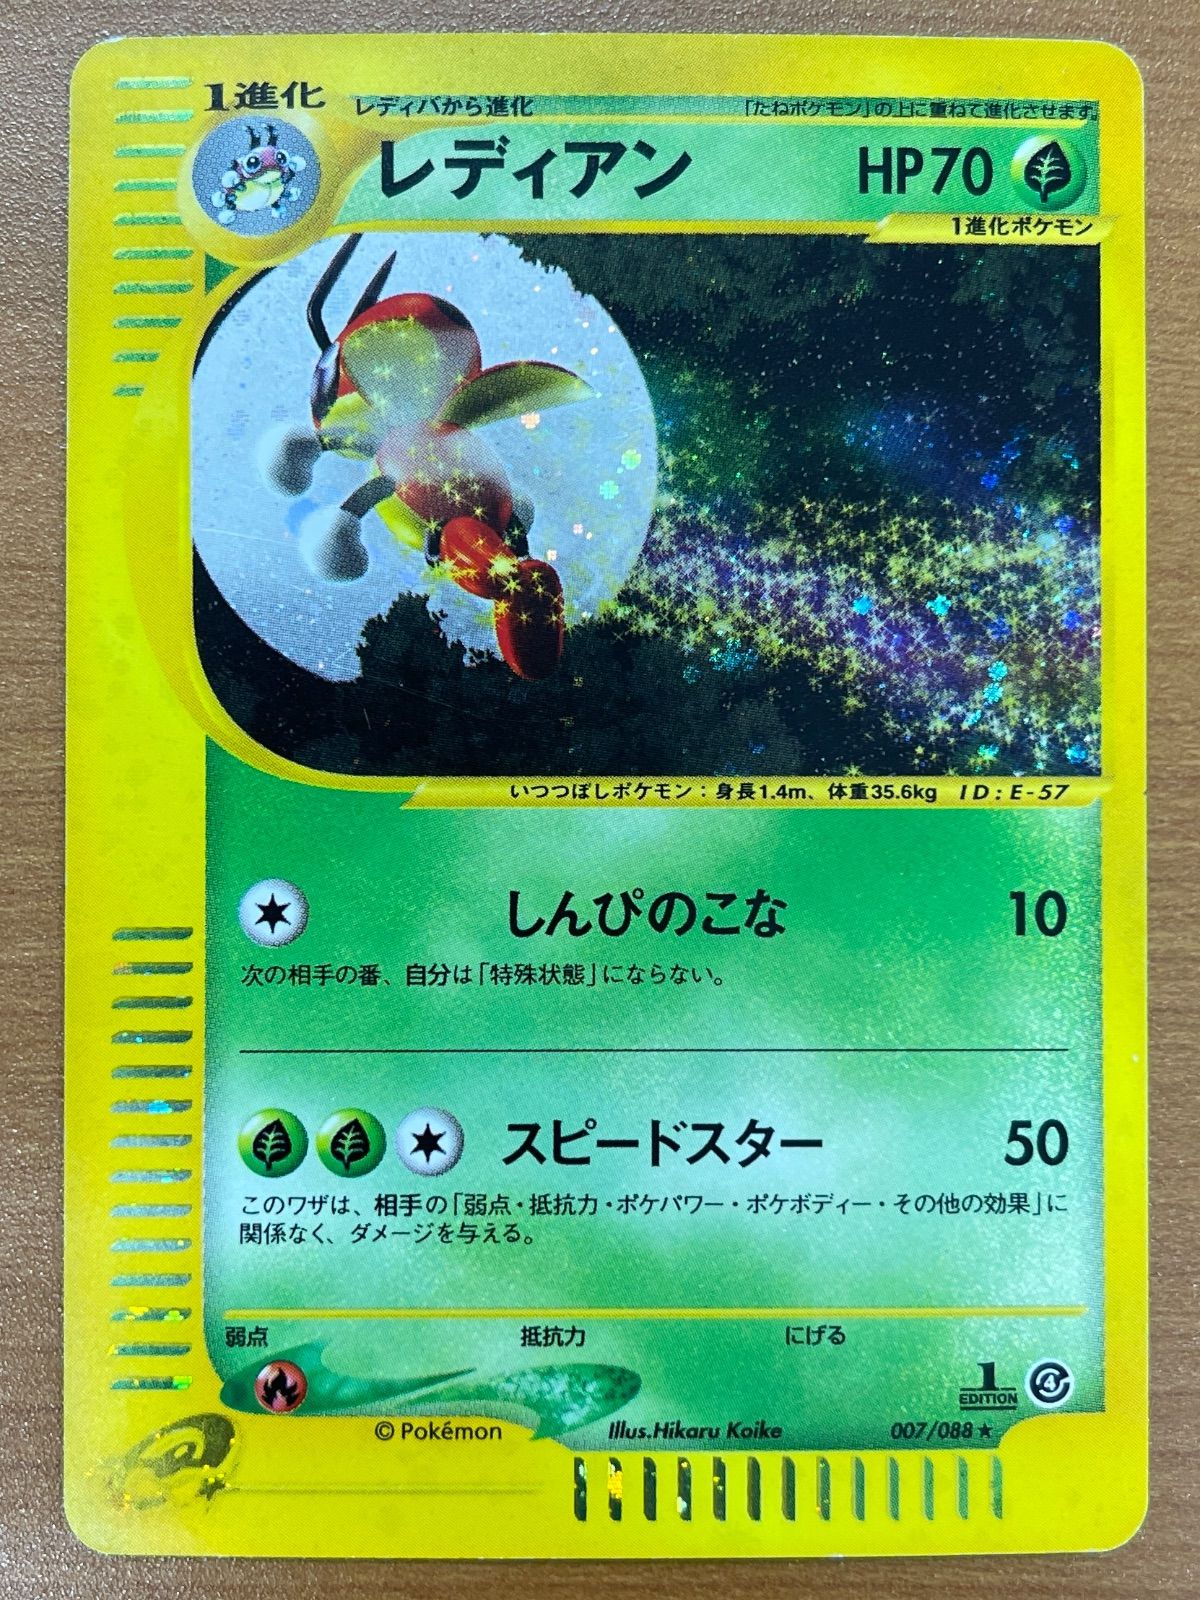 1進化
レディバから進化
「たねポケモン」の上に重ねて進化させます。
レディアン
HP70
1進化ポケモン
いつつぼしポケモン：身長1.4m、体重35.6kg ID:E-57
しんぴのこな 10
次の相手の番、自分は「特殊状態」にならない。
スピードスター 50
このワザは、相手の「弱点・抵抗力・ポケパワー・ポケボディー・その他の効果」に
関係なく、ダメージを与える。
弱点 抵抗力 にげる
1
EDITION
4
© Pokémon Illus.Hikaru Koike 007/088 ★